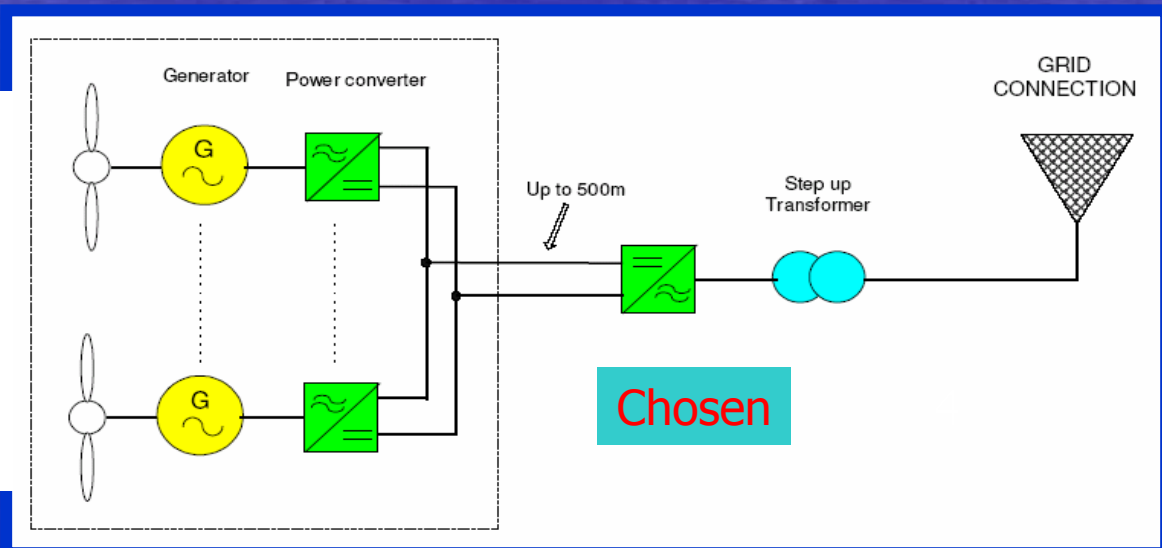 Generator
Power converter
GRID
CONNECTION
G
Up to 500m
Step up
Transformer
G
Chosen